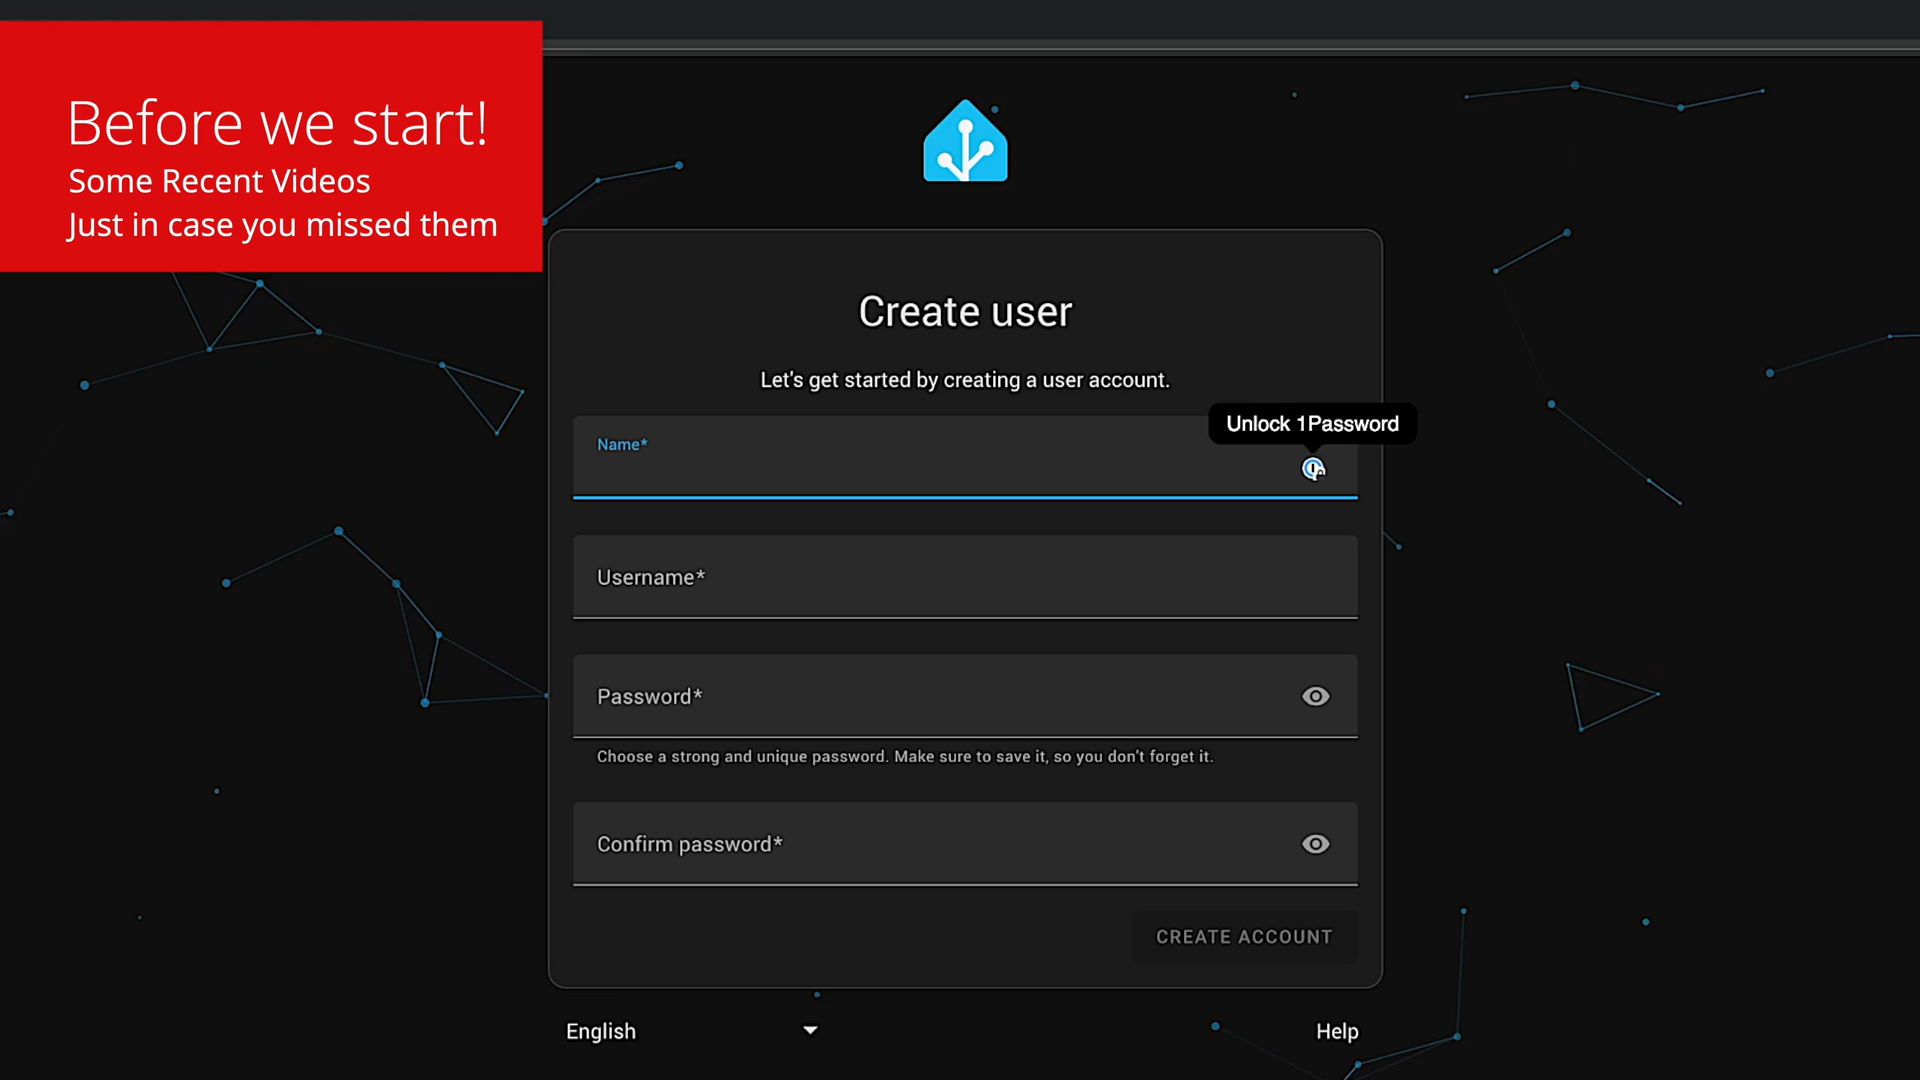 Before we start!
Some Recent Videos
Just in case you missed them
Create user
Let's get started by creating a user account.
Unlock 1Password
Name*
Username*
Password*
Choose a strong and unique password. Make sure to save it, so you don't forget it.
Confirm password*
CREATE ACCOUNT
English
Help